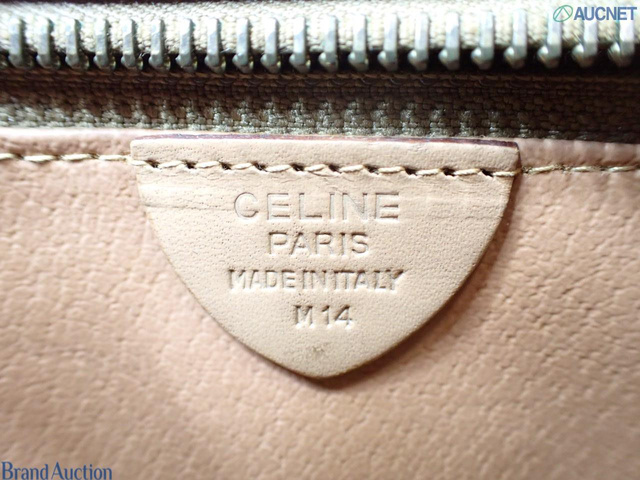 AUCNET
CELINE
PARIS
MADE IN ITALY
M14
Brand Auction